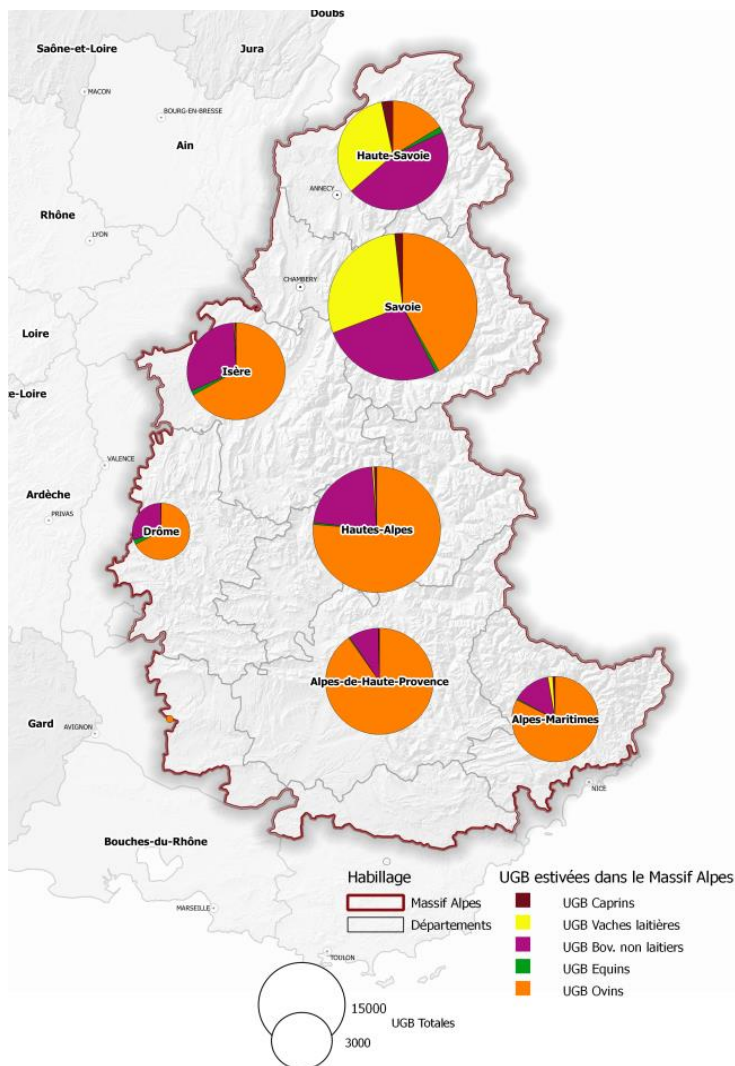 Doubs
Saône-et-Loire
Jura
MACON
BOURG-EN-BRESSE
Ain
Haute-Savoie
ANNECY
Rhône
LYON
CHAMBERY
Savoie
Loire
Isère
e-Loire
VALENCE
Ardèche
PRIVAS
Drôme
Hautes-Alpes
Alpes-de-Haute-Provence
Alpes-Maritimes
Gard
AVIGNON
NICE
Bouches-du-Rhône
MARSEILLE
TOULON
Habillage
Massif Alpes
Départements
UGB estivées dans le Massif Alpes
UGB Caprins
UGB Vaches laitières
UGB Bov. non laitiers
UGB Equins
UGB Ovins
15000
UGB Totales
3000